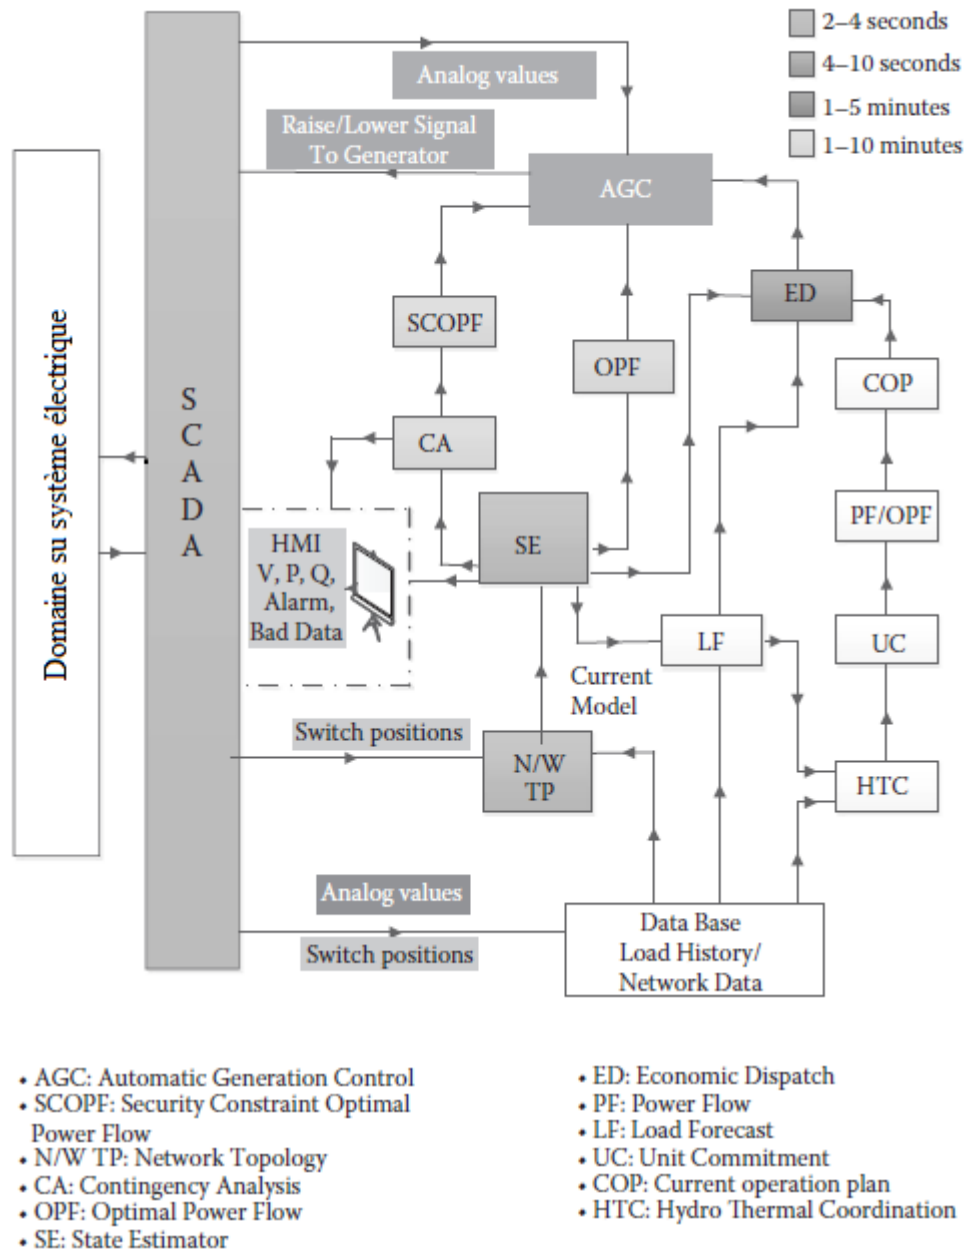 2–4 seconds
4–10 seconds
1–5 minutes
1–10 minutes
Analog values
Raise/Lower Signal
To Generator
AGC
Domaine su système électrique
S
C
A
D
A
SCOPF
OPF
ED
COP
CA
SE
PF/OPF
HMI
V, P, Q,
Alarm,
Bad Data
LF
UC
Current
Model
Switch positions
N/W
TP
HTC
Analog values
Switch positions
Data Base
Load History/
Network Data
• AGC: Automatic Generation Control
• SCOPF: Security Constraint Optimal
Power Flow
• N/W TP: Network Topology
• CA: Contingency Analysis
• OPF: Optimal Power Flow
• SE: State Estimator
• ED: Economic Dispatch
• PF: Power Flow
• LF: Load Forecast
• UC: Unit Commitment
• COP: Current operation plan
• HTC: Hydro Thermal Coordination